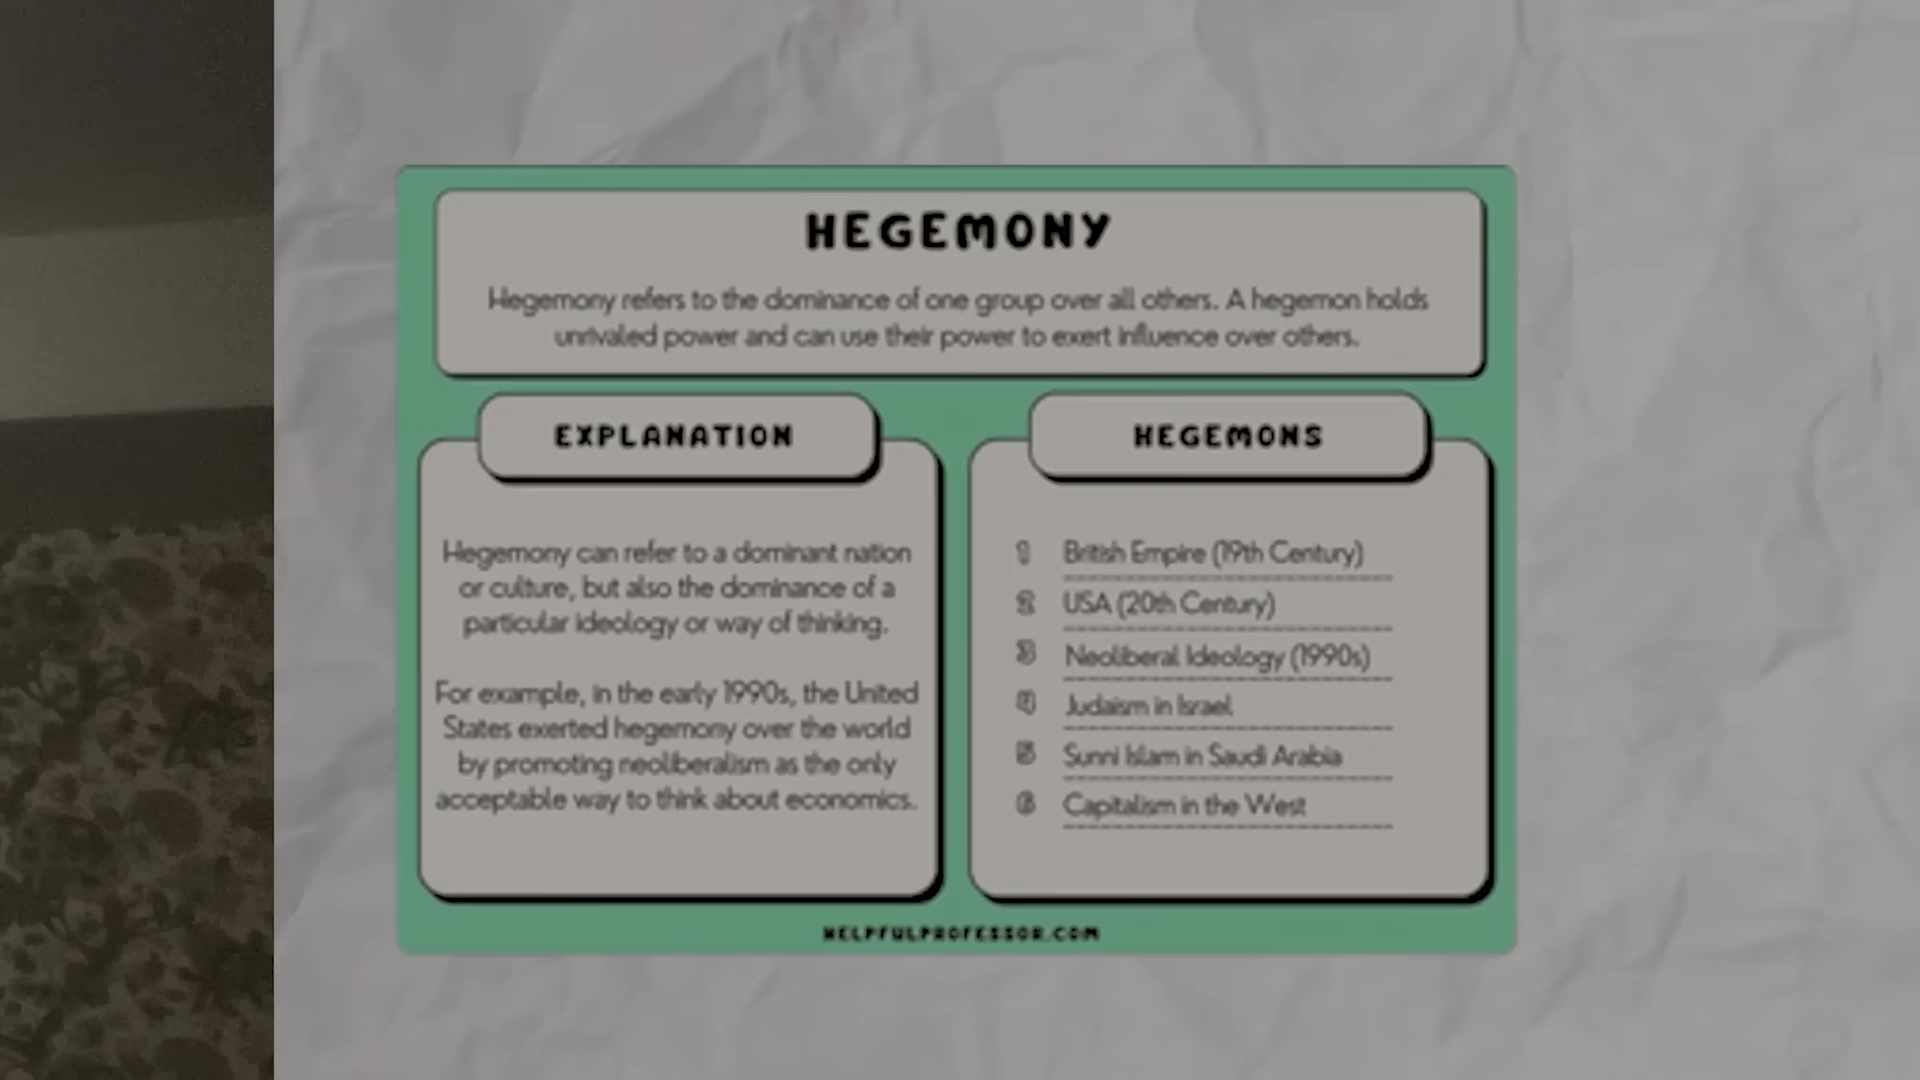 HEGEMONY
Hegemony refers to the dominance of one group over all others. A hegemon holds
unrivaled power and can use their power to exert influence over others.
EXPLANATION
Hegemony can refer to a dominant nation
or culture, but also the dominance of a
particular ideology or way of thinking.
For example, in the early 1990s, the United
States exerted hegemony over the world
by promoting neoliberalism as the only
acceptable way to think about economics.
HEGEMONS
1 British Empire (19th Century)
2 USA (20th Century)
3 Neoliberal Ideology (1990s)
4 Judaism in Israel
5 Sunni Islam in Saudi Arabia
6 Capitalism in the West
HELPFULPROFESSOR.COM